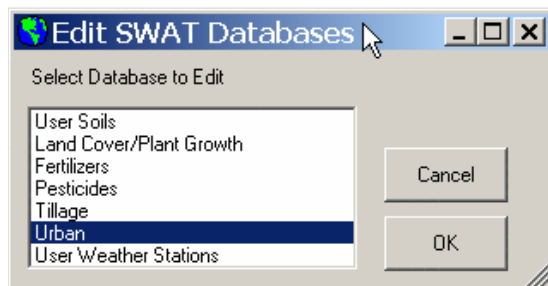 Edit SWAT Databases
Select Database to Edit
User Soils
Land Cover/Plant Growth
Fertilizers
Pesticides
Tillage
Urban
User Weather Stations
Cancel
OK